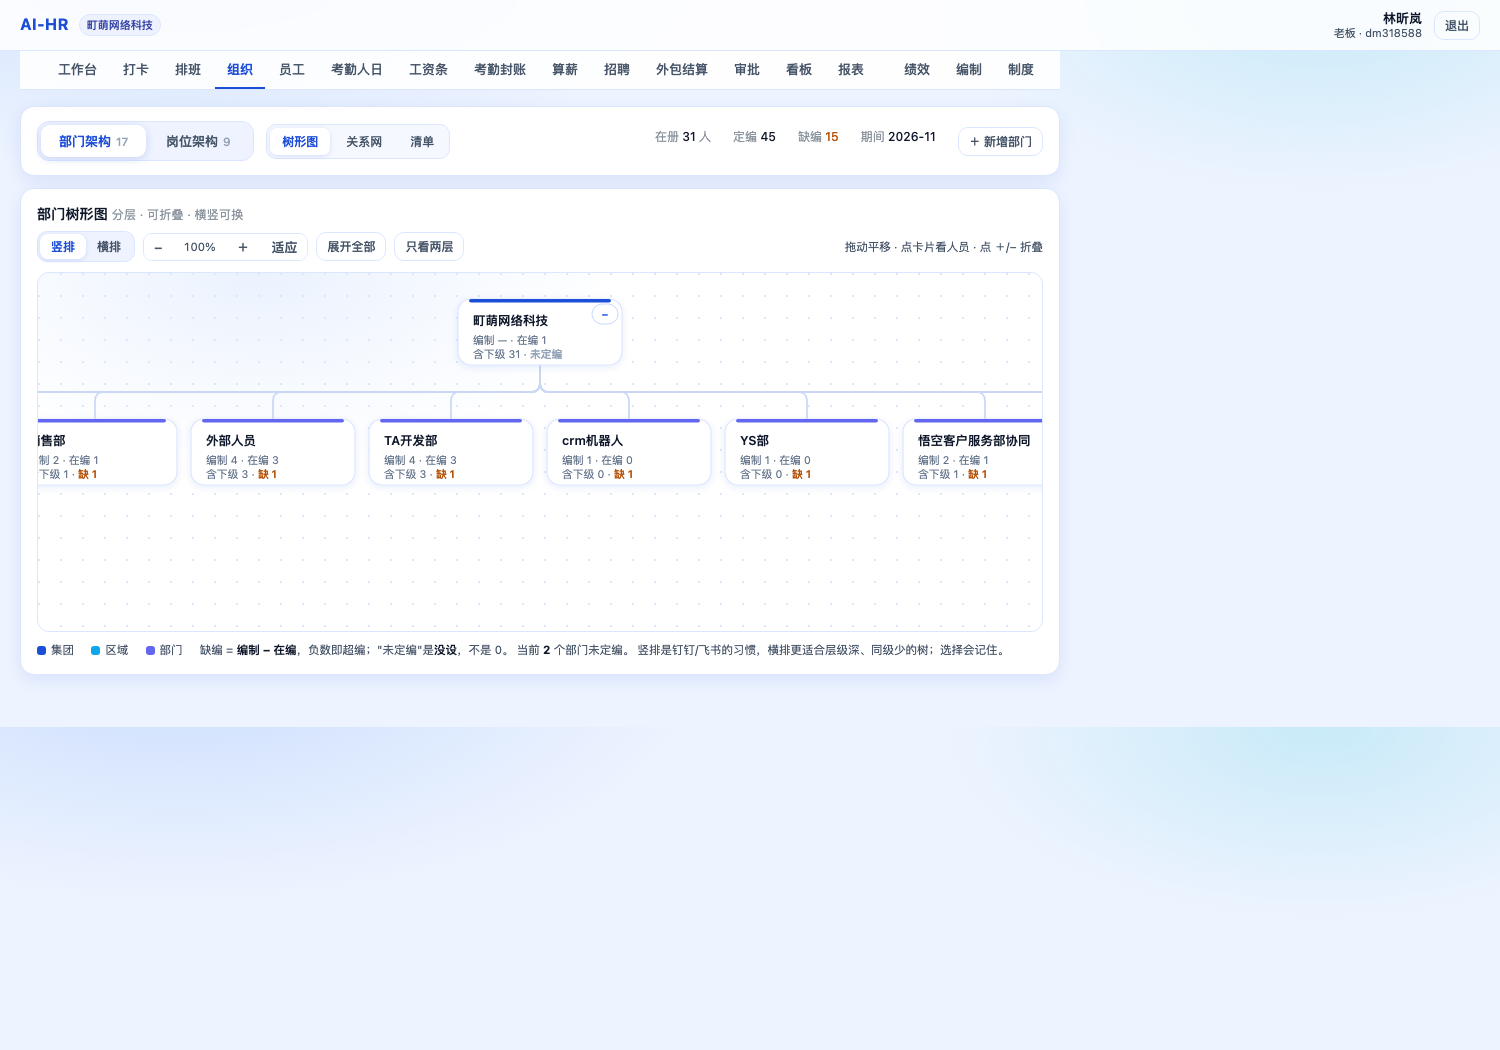 AI-HR 町萌网络科技
林昕岚
老板 · dm318588
退出
工作台 打卡 排班 组织 员工 考勤人日 工资条 考勤封账 算薪 招聘 外包结算 审批 看板 报表 绩效 编制 制度
部门架构 17 岗位架构 9 树形图 关系网 清单 在册 31 人 定编 45 缺编 15 期间 2026-11 + 新增部门
部门树形图 分层 · 可折叠 · 横竖可换
竖排 横排 − 100% + 适应 展开全部 只看两层 拖动平移 · 点卡片看人员 · 点 +/− 折叠
町萌网络科技 −
编制 — · 在编 1
含下级 31 · 未定编
售部
制 2 · 在编 1
下级 1 · 缺 1
外部人员
编制 4 · 在编 3
含下级 3 · 缺 1
TA开发部
编制 4 · 在编 3
含下级 3 · 缺 1
crm机器人
编制 1 · 在编 0
含下级 0 · 缺 1
YS部
编制 1 · 在编 0
含下级 0 · 缺 1
悟空客户服务部协同
编制 2 · 在编 1
含下级 1 · 缺 1
集团 区域 部门 缺编 = 编制 − 在编，负数即超编；"未定编"是没设，不是 0。 当前 2 个部门未定编。 竖排是钉钉/飞书的习惯，横排更适合层级深、同级少的树；选择会记住。